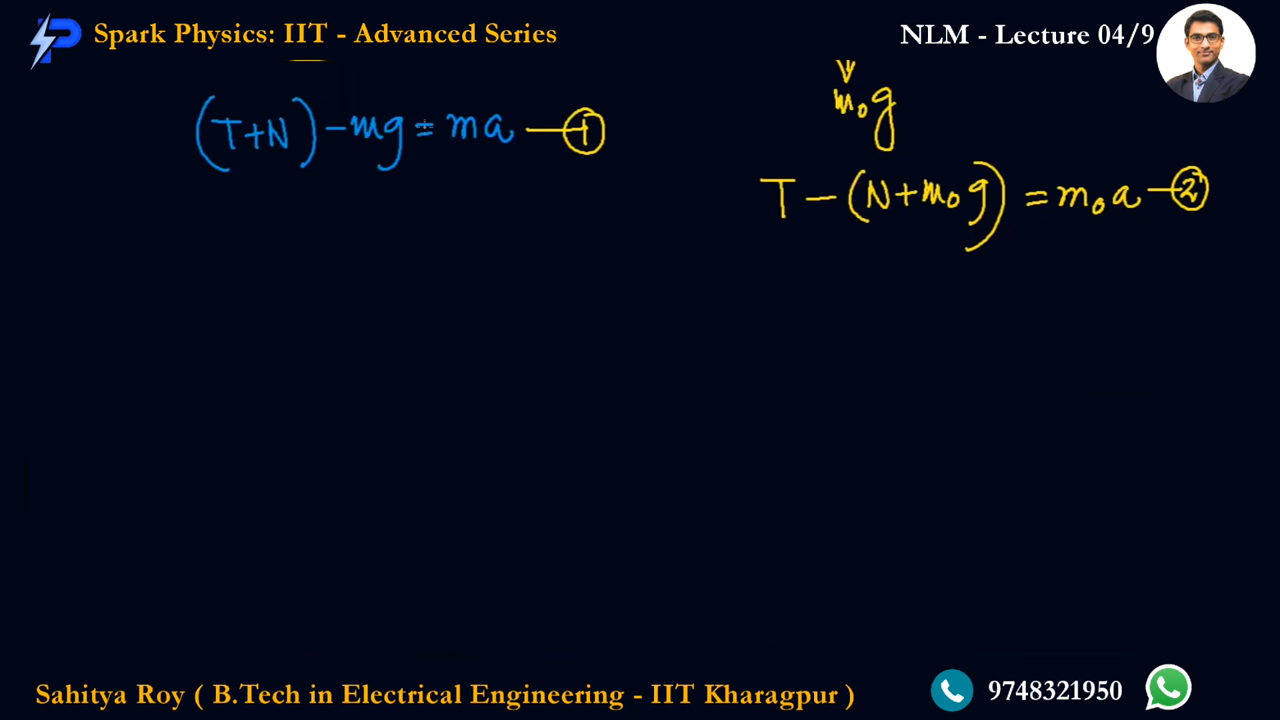 Spark Physics: IIT - Advanced Series
NLM - Lecture 04/9
m₀g
(T+N) - mg = ma — ①
T - (N + m₀g) = m₀a — ②
Sahitya Roy ( B.Tech in Electrical Engineering - IIT Kharagpur )
9748321950